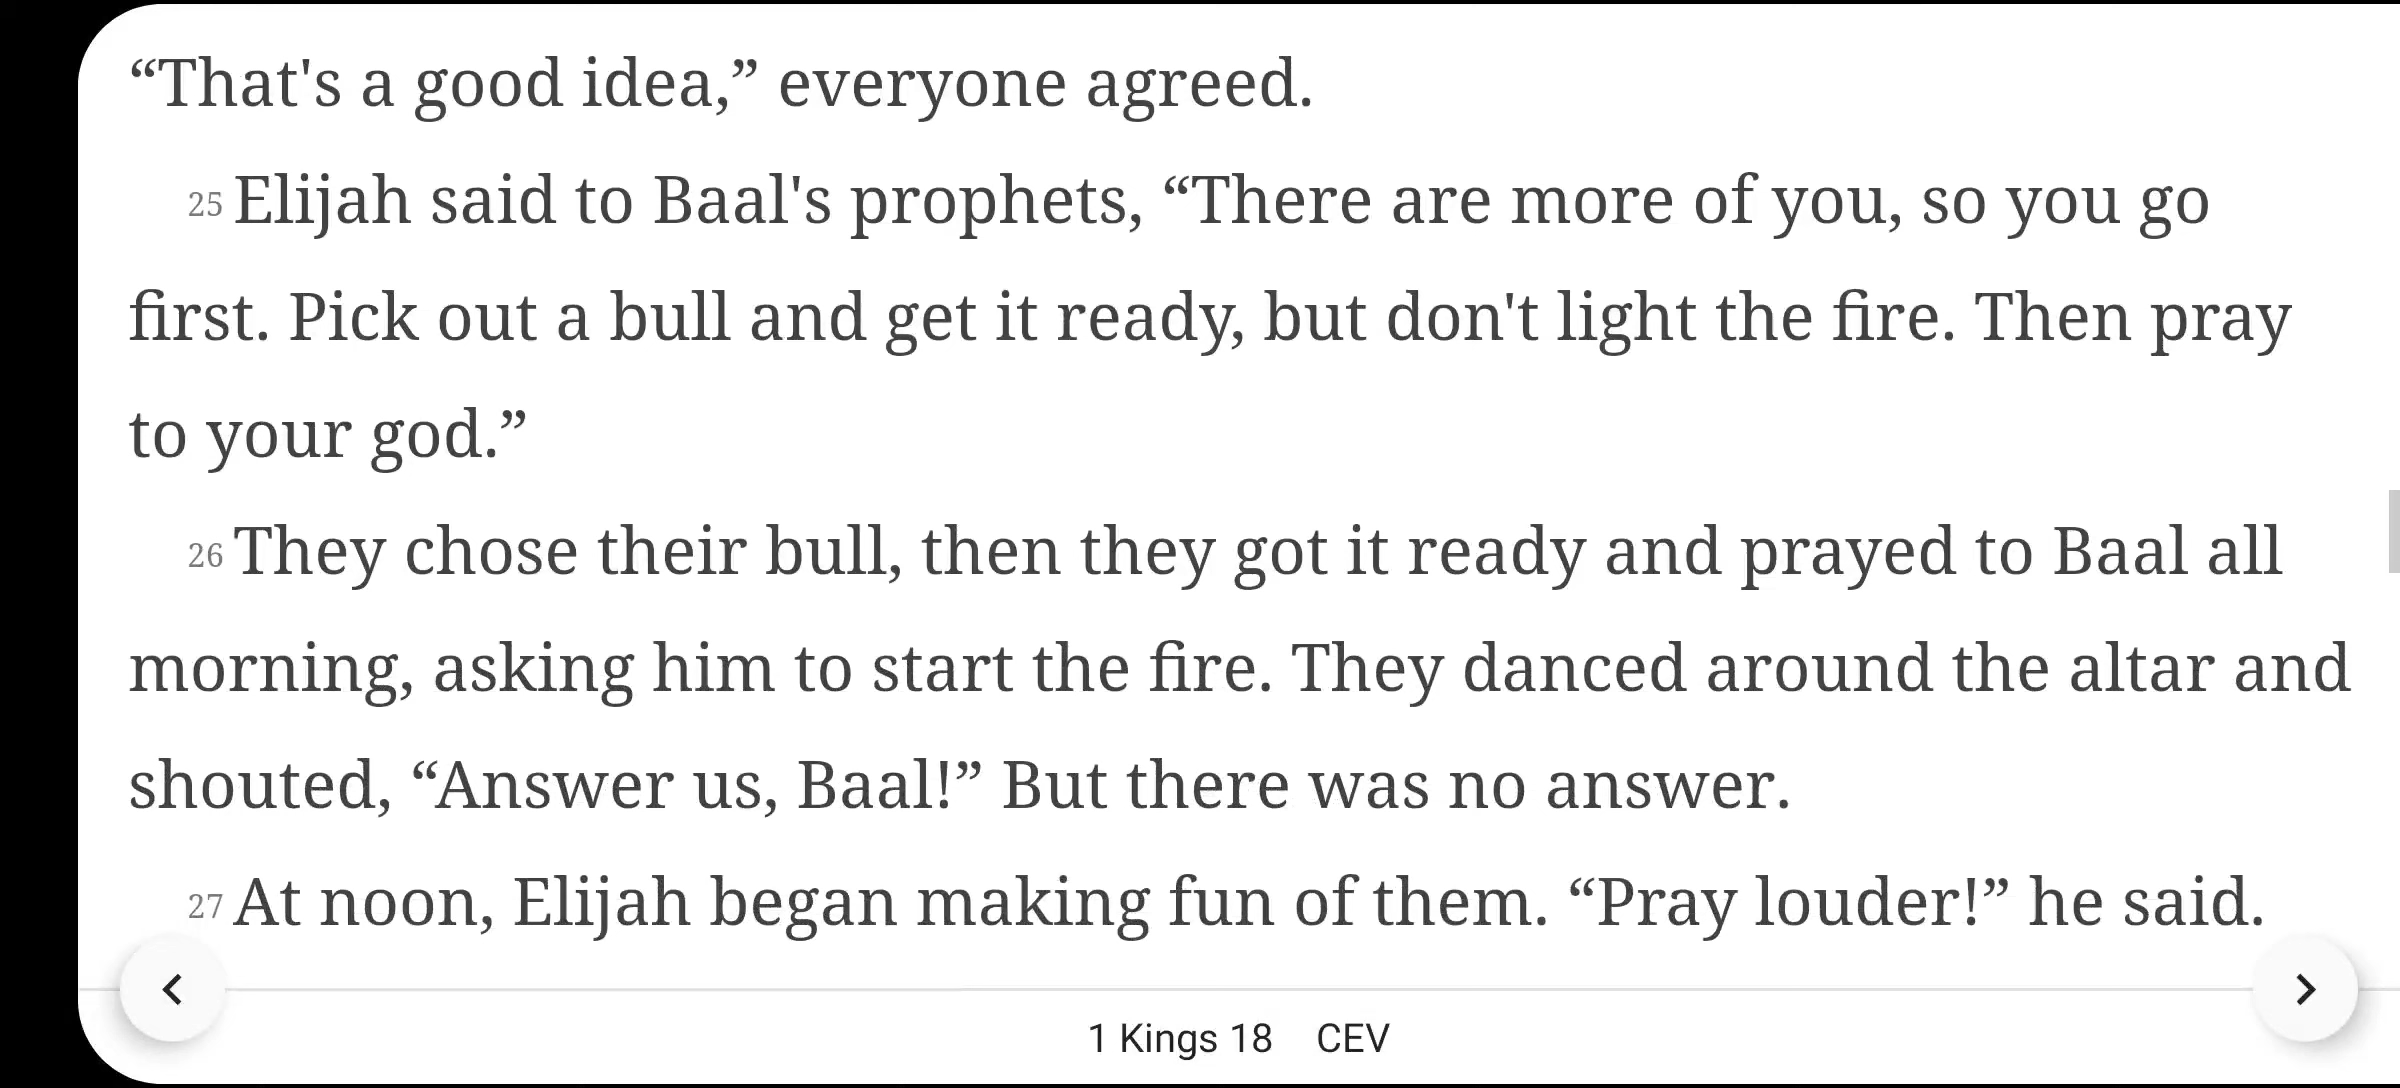 “That's a good idea,” everyone agreed.
25 Elijah said to Baal's prophets, “There are more of you, so you go
first. Pick out a bull and get it ready, but don't light the fire. Then pray
to your god.”
26 They chose their bull, then they got it ready and prayed to Baal all
morning, asking him to start the fire. They danced around the altar and
shouted, “Answer us, Baal!” But there was no answer.
27 At noon, Elijah began making fun of them. “Pray louder!” he said.
1 Kings 18 CEV